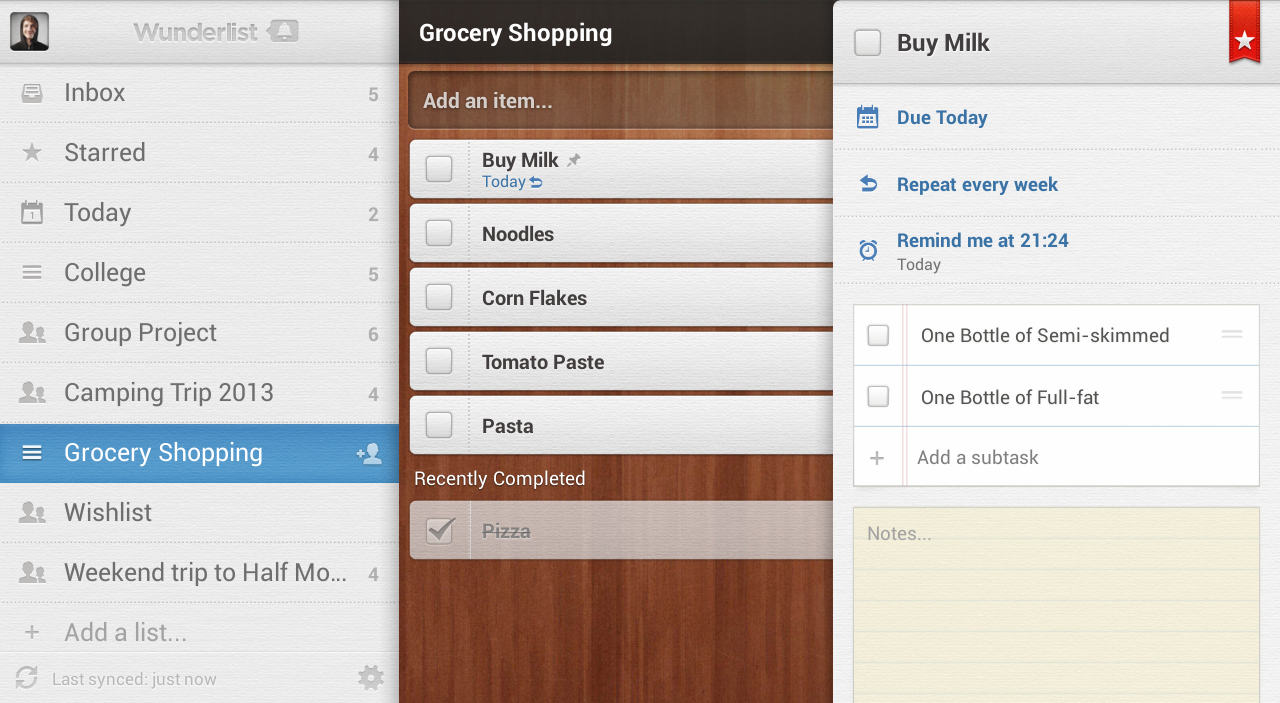 Wunderlist
Inbox 5
Starred 4
1 Today 2
College 5
Group Project 6
Camping Trip 2013 4
Grocery Shopping
Wishlist
Weekend trip to Half Mo... 4
Add a list...
Last synced: just now
Grocery Shopping
Add an item...
Buy Milk
Today
Noodles
Corn Flakes
Tomato Paste
Pasta
Recently Completed
Pizza
Buy Milk
Due Today
Repeat every week
Remind me at 21:24
Today
One Bottle of Semi-skimmed
One Bottle of Full-fat
Add a subtask
Notes...